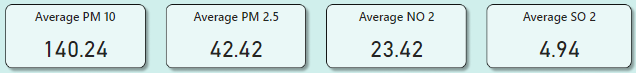 Average PM 10
140.24
Average PM 2.5
42.42
Average NO 2
23.42
Average SO 2
4.94